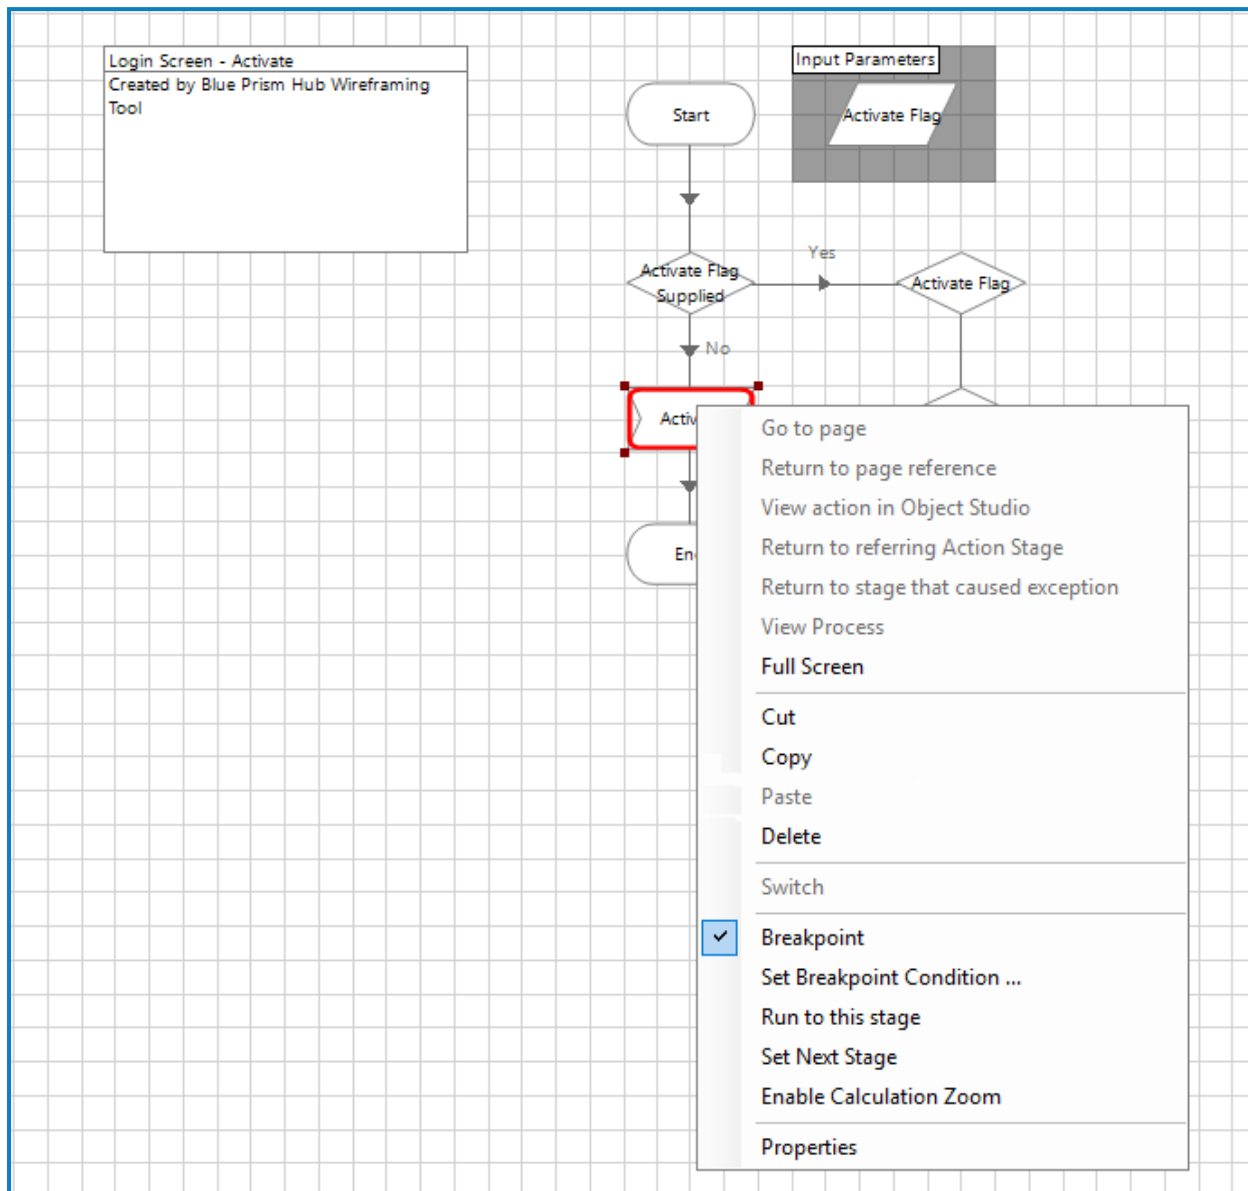 Login Screen - Activate
Created by Blue Prism Hub Wireframing
Tool
Input Parameters
Start
Activate Flag
Yes
Activate Flag
Supplied
Activate Flag
No
Go to page
Return to page reference
View action in Object Studio
Return to referring Action Stage
Return to stage that caused exception
View Process
Full Screen
Cut
Copy
Paste
Delete
Switch
Breakpoint
Set Breakpoint Condition ...
Run to this stage
Set Next Stage
Enable Calculation Zoom
Properties